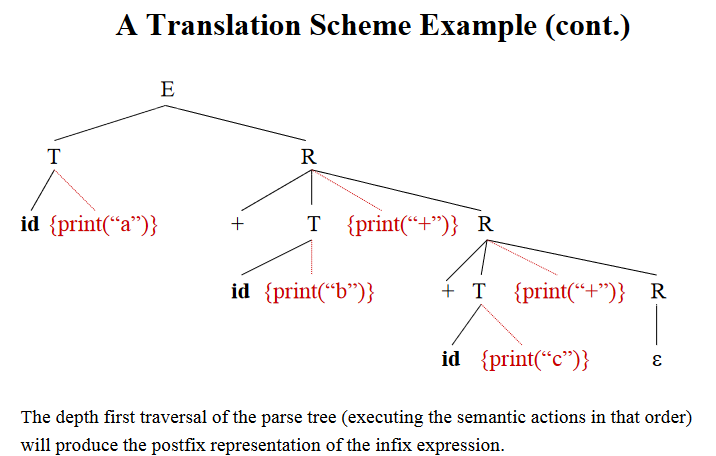 A Translation Scheme Example (cont.)
E
T R
id {print(“a”)} + T {print(“+”)} R
id {print(“b”)} + T {print(“+”)} R
id {print(“c”)} ε
The depth first traversal of the parse tree (executing the semantic actions in that order)
will produce the postfix representation of the infix expression.